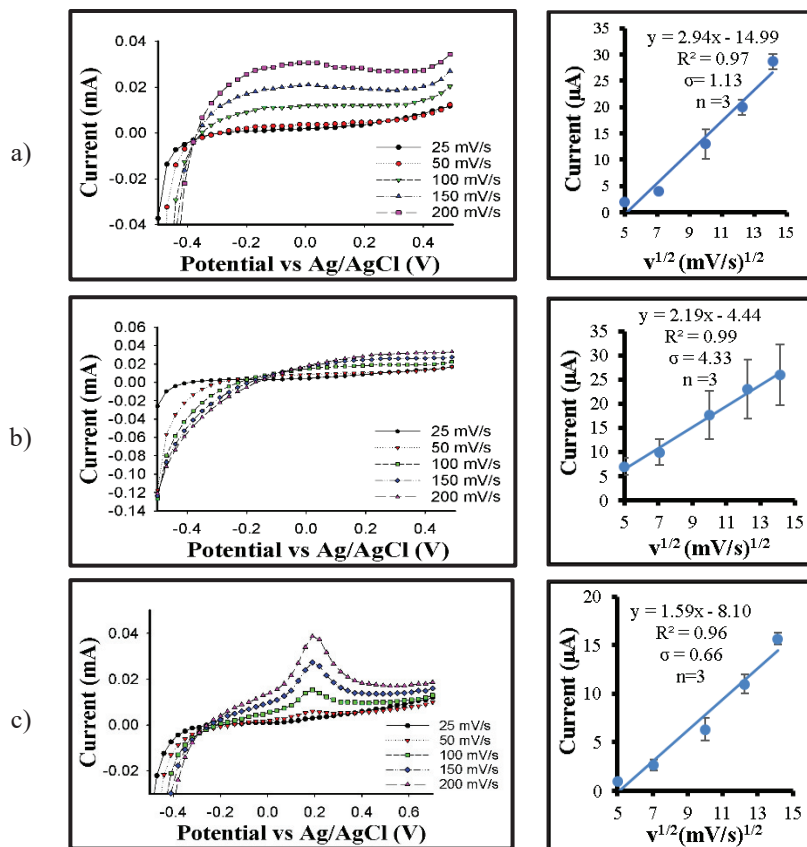 a)
0.04
0.02
0.00
-0.02
-0.04
Current (mA)
25 mV/s
50 mV/s
100 mV/s
150 mV/s
200 mV/s
-0.4 -0.2 0.0 0.2 0.4
Potential vs Ag/AgCl (V)
y = 2.94x - 14.99
R² = 0.97
σ= 1.13
n =3
35
30
25
20
15
10
5
0
Current (µA)
5 7 9 11 13 15
v1/2 (mV/s)1/2
b)
0.06
0.04
0.02
0.00
-0.02
-0.04
-0.06
-0.08
-0.10
-0.12
-0.14
Current (mA)
25 mV/s
50 mV/s
100 mV/s
150 mV/s
200 mV/s
-0.4 -0.2 0.0 0.2 0.4
Potential vs Ag/AgCl (V)
y = 2.19x - 4.44
R² = 0.99
σ = 4.33
n =3
35
30
25
20
15
10
5
0
Current (µA)
5 7 9 11 13 15
v1/2 (mV/s)1/2
c)
0.04
0.02
0.00
-0.02
Current (mA)
25 mV/s
50 mV/s
100 mV/s
150 mV/s
200 mV/s
-0.4 -0.2 0.0 0.2 0.4 0.6
Potential vs Ag/AgCl (V)
y = 1.59x - 8.10
R² = 0.96
σ = 0.66
n=3
20
15
10
5
0
Current (µA)
5 7 9 11 13 15
v1/2 (mV/s)1/2